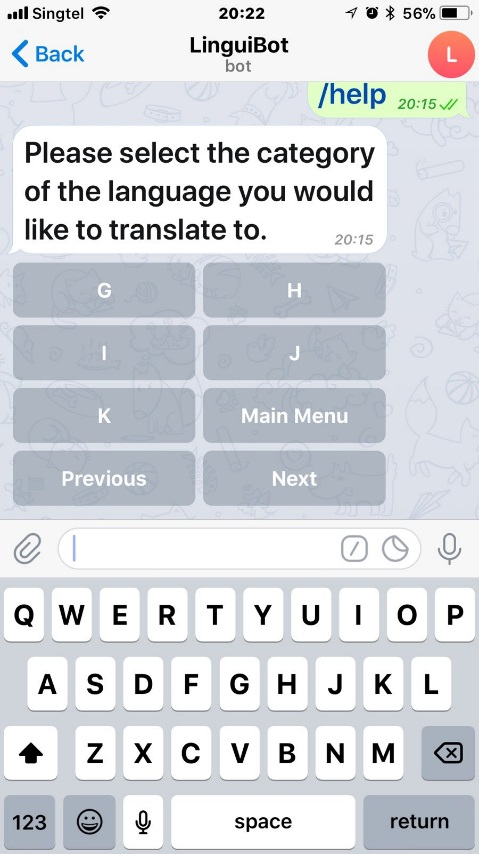 Singtel 20:22 56%
Back LinguiBot L
bot
/help 20:15
Please select the category
of the language you would
like to translate to. 20:15
G H
I J
K Main Menu
Previous Next
Q W E R T Y U I O P
A S D F G H J K L
Z X C V B N M
123 space return